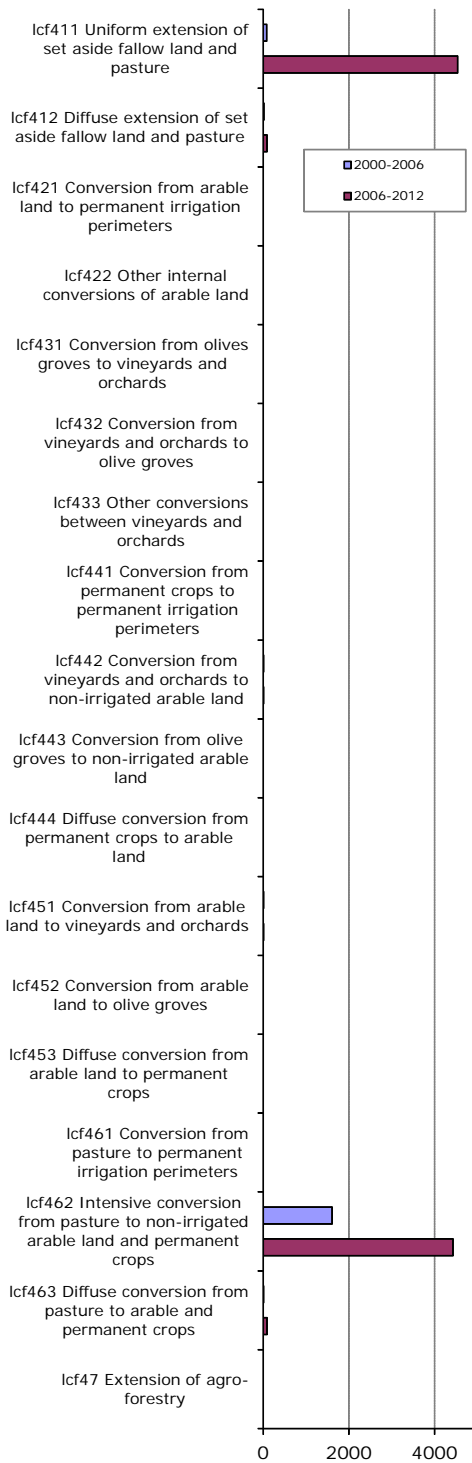 lcf411 Uniform extension of
set aside fallow land and
pasture
lcf412 Diffuse extension of set
aside fallow land and pasture
2000-2006
2006-2012
lcf421 Conversion from arable
land to permanent irrigation
perimeters
lcf422 Other internal
conversions of arable land
lcf431 Conversion from olives
groves to vineyards and
orchards
lcf432 Conversion from
vineyards and orchards to
olive groves
lcf433 Other conversions
between vineyards and
orchards
lcf441 Conversion from
permanent crops to
permanent irrigation
perimeters
lcf442 Conversion from
vineyards and orchards to
non-irrigated arable land
lcf443 Conversion from olive
groves to non-irrigated arable
land
lcf444 Diffuse conversion from
permanent crops to arable
land
lcf451 Conversion from arable
land to vineyards and orchards
lcf452 Conversion from arable
land to olive groves
lcf453 Diffuse conversion from
arable land to permanent
crops
lcf461 Conversion from
pasture to permanent
irrigation perimeters
lcf462 Intensive conversion
from pasture to non-irrigated
arable land and permanent
crops
lcf463 Diffuse conversion from
pasture to arable and
permanent crops
lcf47 Extension of agro-
forestry
0 2000 4000